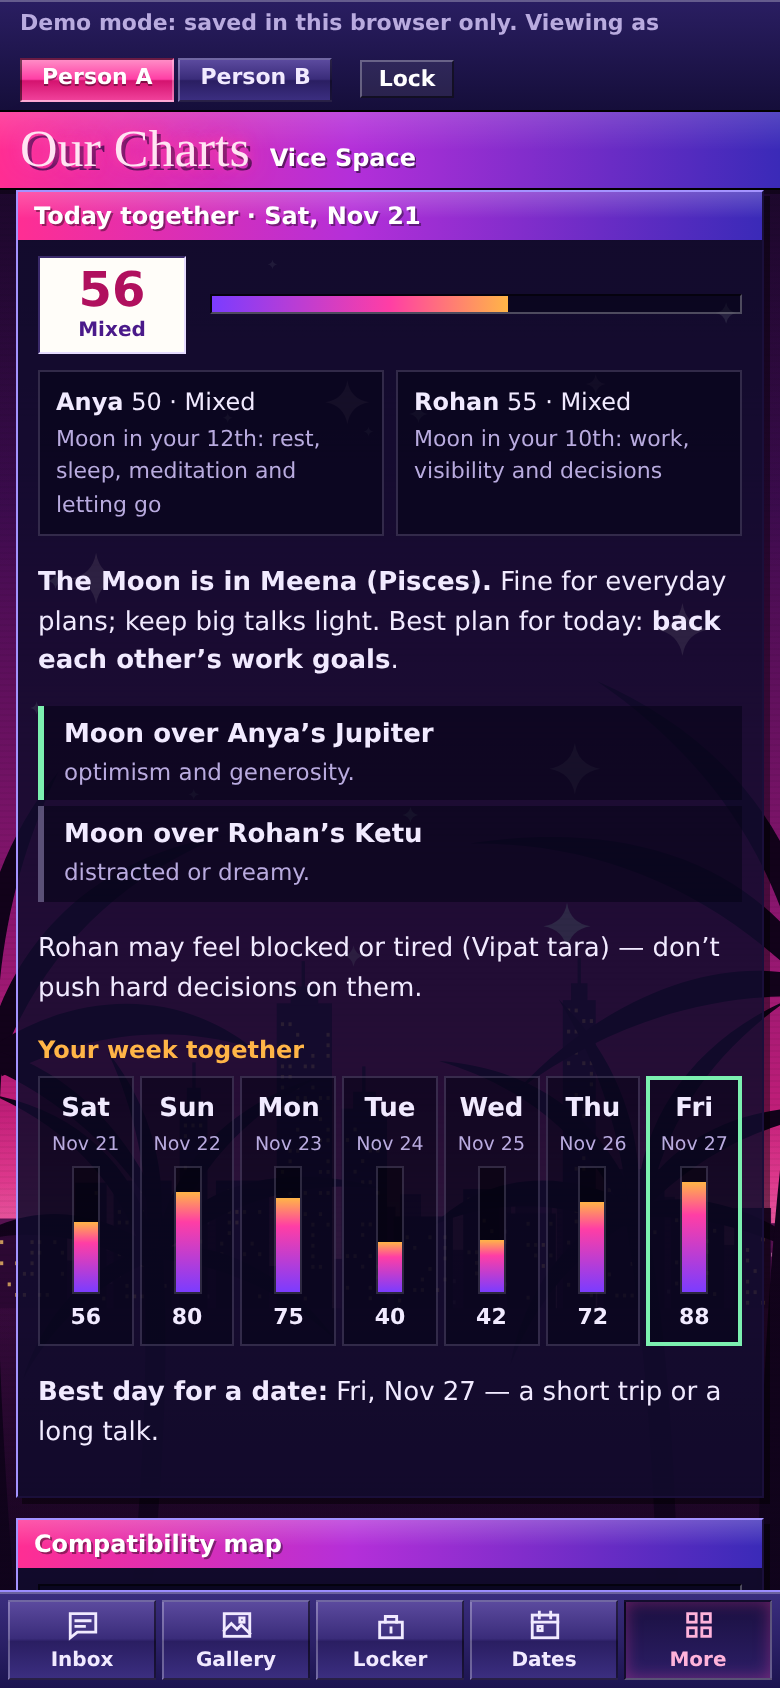 Demo mode: saved in this browser only. Viewing as
Person A Person B Lock
Our Charts Vice Space
Today together · Sat, Nov 21
56
Mixed
Anya 50 · Mixed
Moon in your 12th: rest,
sleep, meditation and
letting go
Rohan 55 · Mixed
Moon in your 10th: work,
visibility and decisions
The Moon is in Meena (Pisces). Fine for everyday
plans; keep big talks light. Best plan for today: back
each other’s work goals.
Moon over Anya’s Jupiter
optimism and generosity.
Moon over Rohan’s Ketu
distracted or dreamy.
Rohan may feel blocked or tired (Vipat tara) — don’t
push hard decisions on them.
Your week together
Sat Sun Mon Tue Wed Thu Fri
Nov 21 Nov 22 Nov 23 Nov 24 Nov 25 Nov 26 Nov 27
56 80 75 40 42 72 88
Best day for a date: Fri, Nov 27 — a short trip or a
long talk.
Compatibility map
Inbox Gallery Locker Dates More